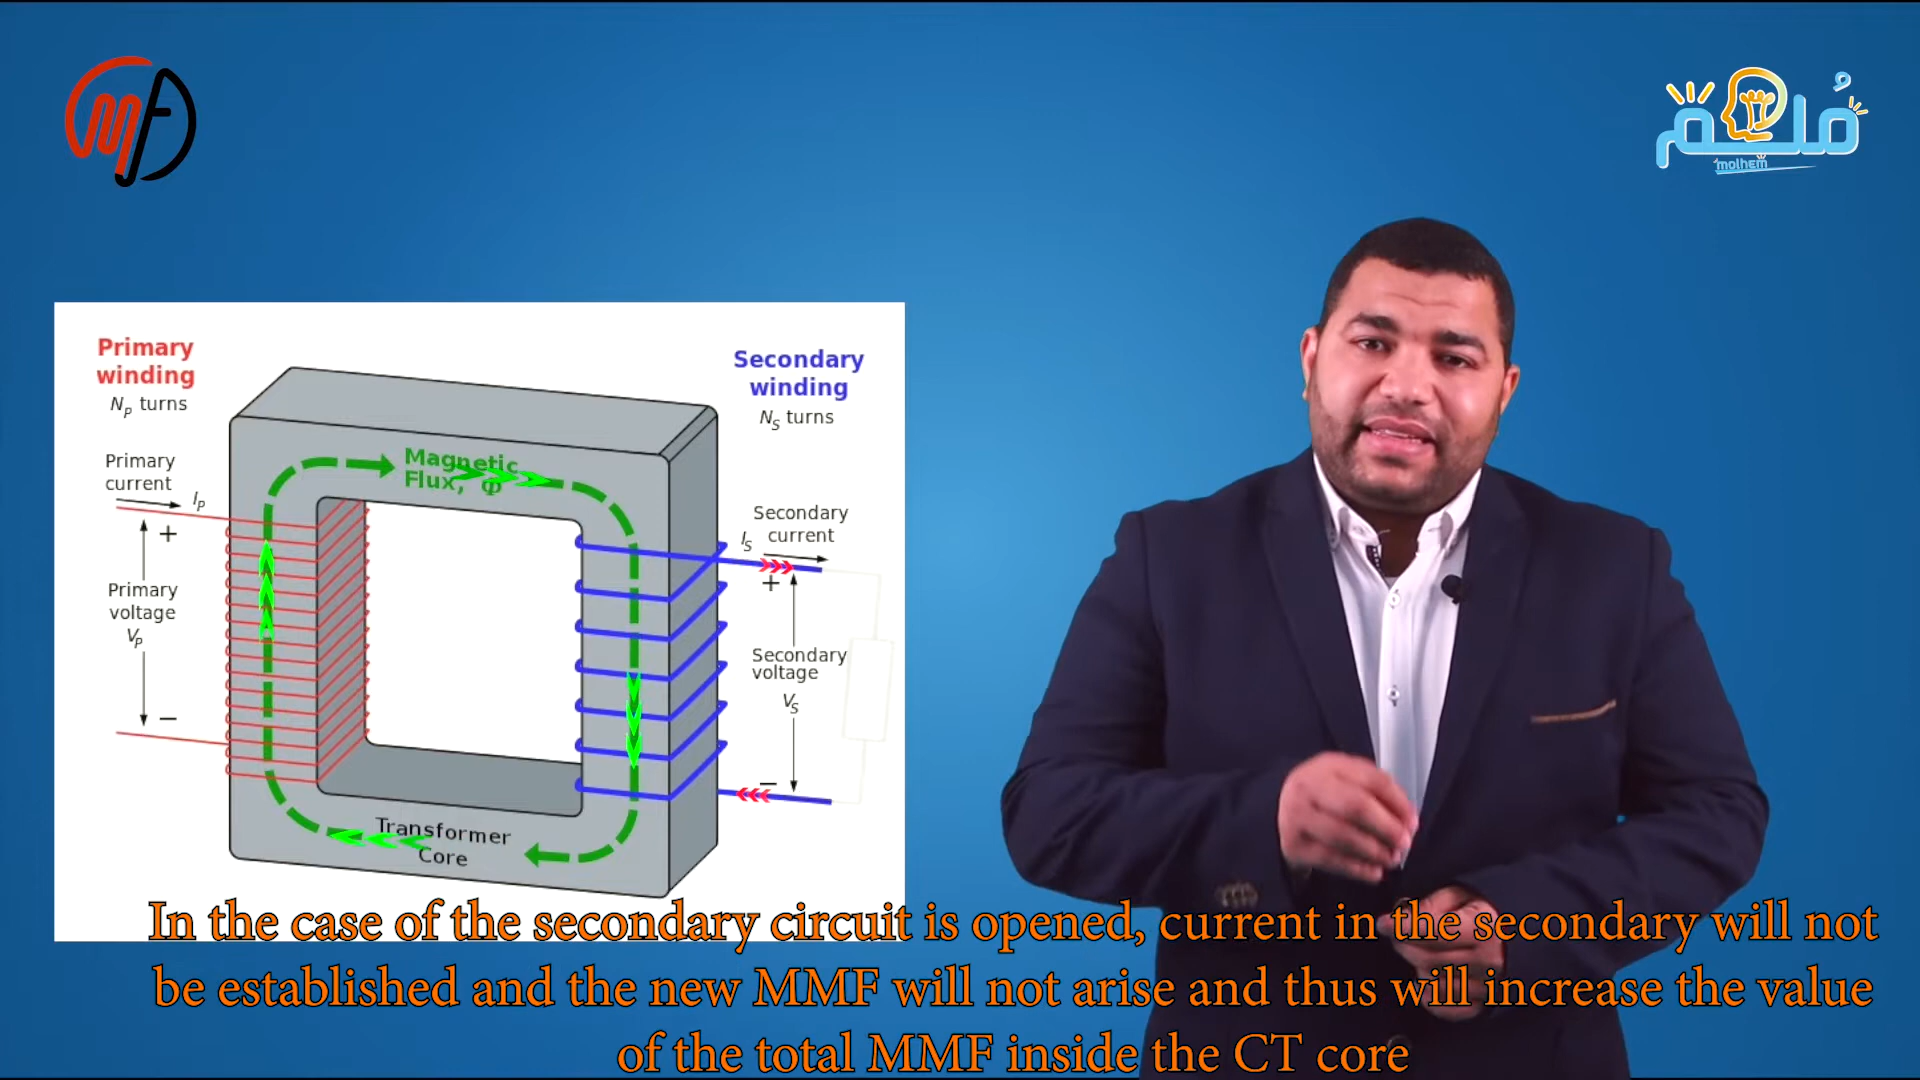 MF
مُلهم
molhem
Primary
winding
NP turns
Primary
current
IP
+
Primary
voltage
VP
−
Magnetic
Flux, Φ
Transformer
Core
Secondary
winding
NS turns
Secondary
current
IS
+
Secondary
voltage
VS
−
In the case of the secondary circuit is opened, current in the secondary will not
be established and the new MMF will not arise and thus will increase the value
of the total MMF inside the CT core